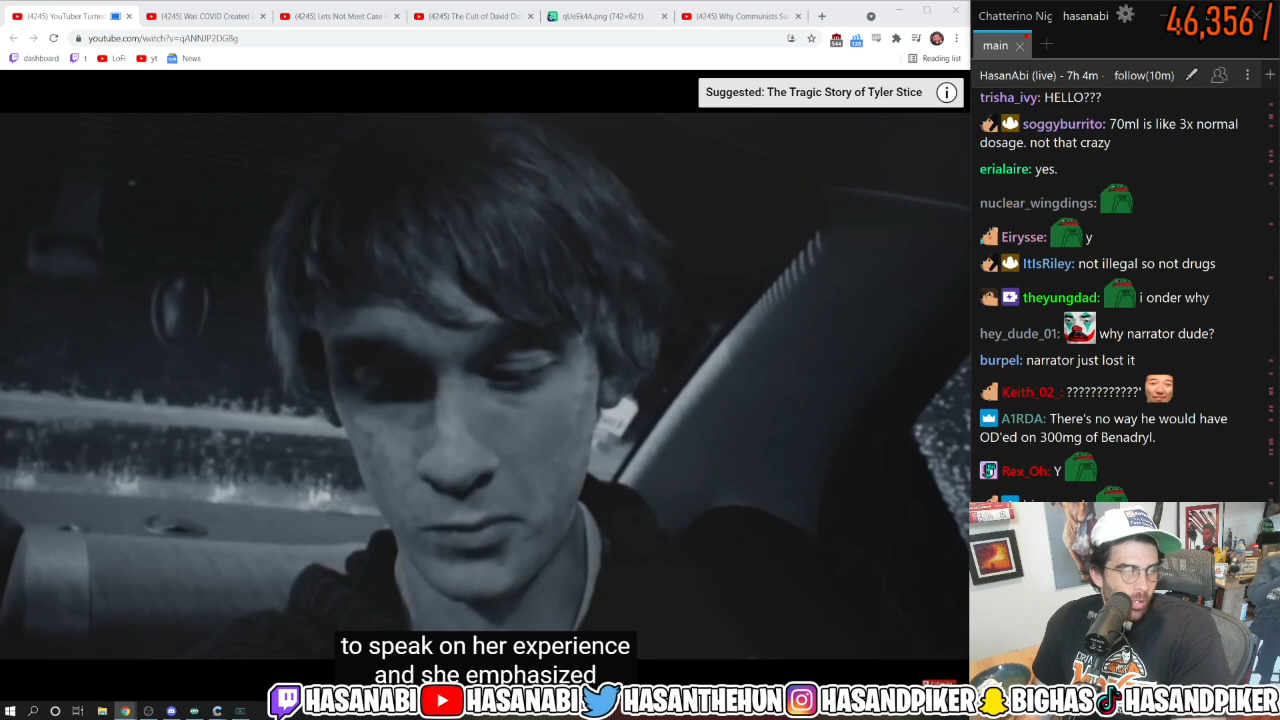 (4245) YouTuber Turned
(4245) Was COVID Created I
(4245) Lets Not Meet Case F
(4245) The Cult of David Do
qUeEk4A.png (742×621)
(4245) Why Communists Su
youtube.com/watch?v=qANNJP2DG8g
dashboard
t
LoFi
yt
News
Reading list
Suggested: The Tragic Story of Tyler Stice
to speak on her experience
and she emphasized
Chatterino Nig
hasanabi
46,356 /
main
HasanAbi (live) - 7h 4m -
follow(10m)
trisha_ivy: HELLO???
soggyburrito: 70ml is like 3x normal
dosage. not that crazy
erialaire: yes.
nuclear_wingdings:
Eirysse: y
ItIsRiley: not illegal so not drugs
theyungdad: i onder why
hey_dude_01: why narrator dude?
burpel: narrator just lost it
Keith_02_: ????????????'
A1RDA: There's no way he would have
OD'ed on 300mg of Benadryl.
Rex_Oh: Y
HASANABI HASANABI HASANTHEHUN HASANDPIKER BIGHAS HASANDPIKER